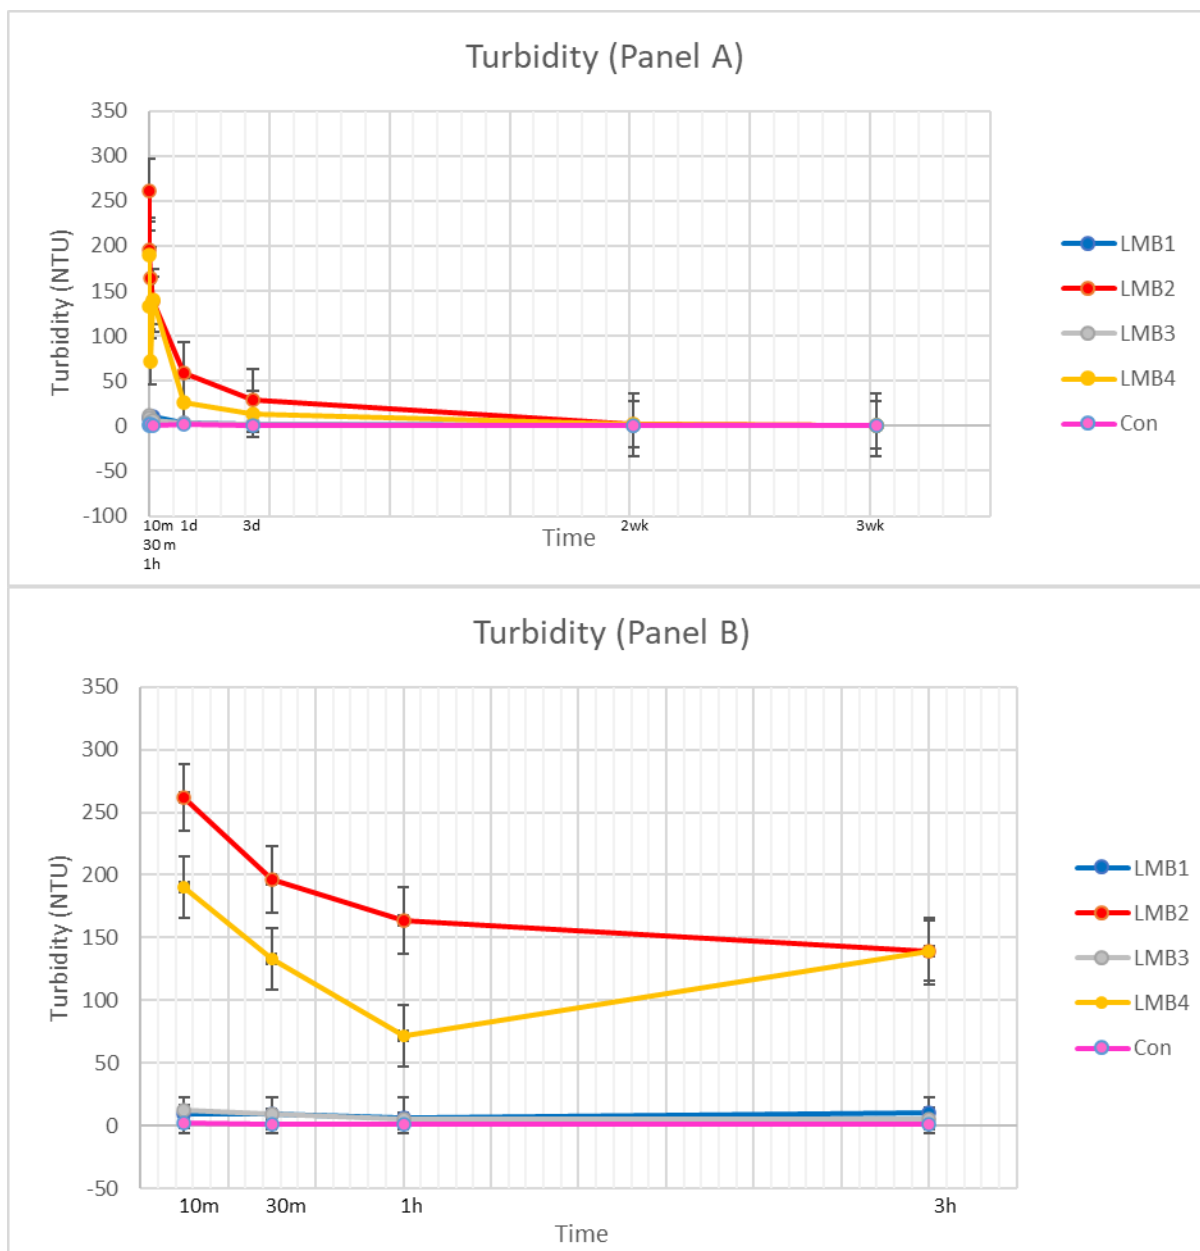 Turbidity (Panel A)
350
300
250
200
150
100
50
0
-50
-100
Turbidity (NTU)
10m 1d 3d 2wk 3wk
30 m
1h
Time
LMB1
LMB2
LMB3
LMB4
Con
Turbidity (Panel B)
350
300
250
200
150
100
50
0
-50
Turbidity (NTU)
10m 30m 1h 3h
Time
LMB1
LMB2
LMB3
LMB4
Con